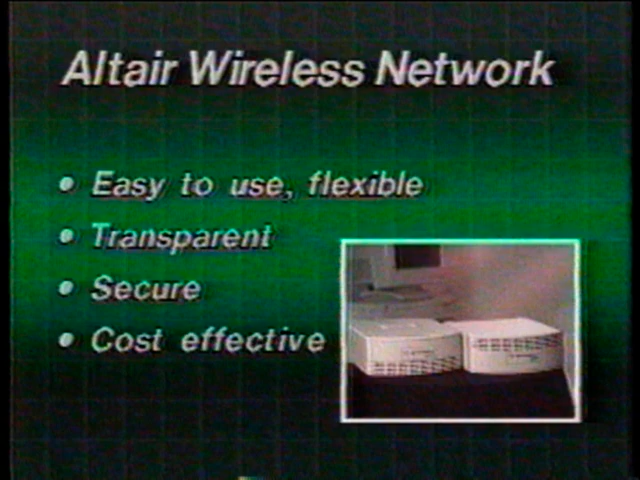 Altair Wireless Network
• Easy to use, flexible
• Transparent
• Secure
• Cost effective